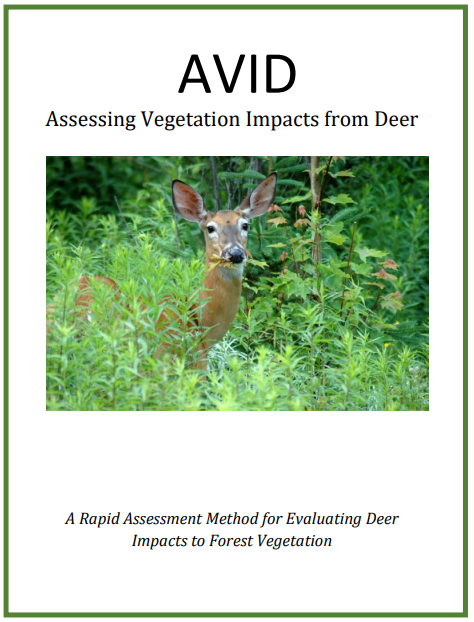 AVID
Assessing Vegetation Impacts from Deer
A Rapid Assessment Method for Evaluating Deer
Impacts to Forest Vegetation